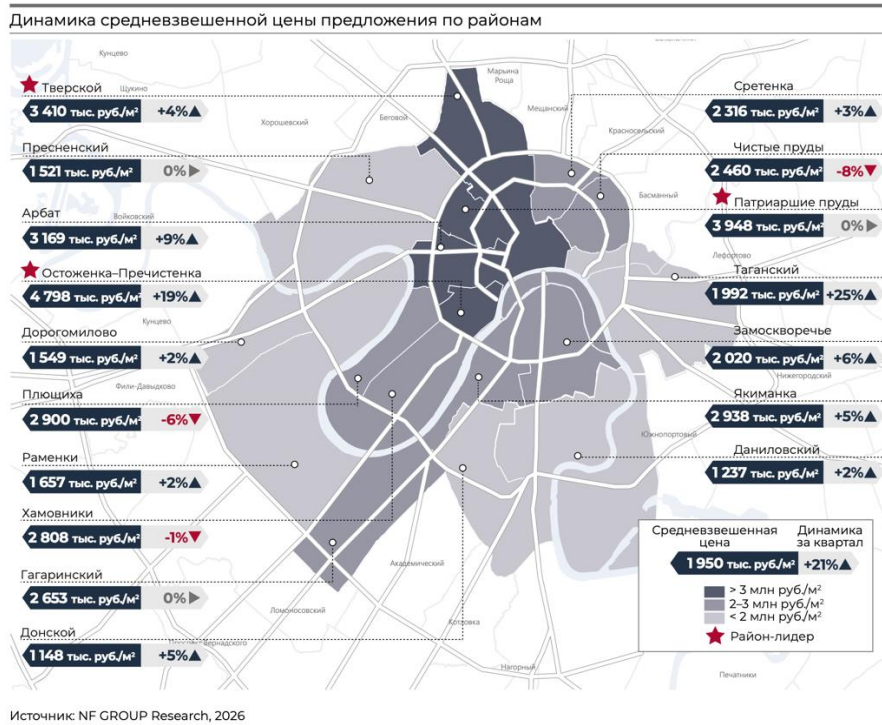 Динамика средневзвешенной цены предложения по районам
Кунцево
Щукино
Хорошевский
Беговой
Марьина
Роща
Мещанский
Красносельский
Басманный
Лефортово
Войковский
Кунцево
Фили-Давыдково
Нижегородский
Южнопортовый
Академический
Ломоносовский
Котловка
Нагорный
Печатники
Тверской
3 410 тыс. руб./м² +4%▲
Пресненский
1 521 тыс. руб./м² 0%▶
Арбат
3 169 тыс. руб./м² +9%▲
Остоженка–Пречистенка
4 798 тыс. руб./м² +19%▲
Дорогомилово
1 549 тыс. руб./м² +2%▲
Плющиха
2 900 тыс. руб./м² -6%▼
Раменки
1 657 тыс. руб./м² +2%▲
Хамовники
2 808 тыс. руб./м² -1%▼
Гагаринский
2 653 тыс. руб./м² 0%▶
Донской
1 148 тыс. руб./м² +5%▲
Сретенка
2 316 тыс. руб./м² +3%▲
Чистые пруды
2 460 тыс. руб./м² -8%▼
Патриаршие пруды
3 948 тыс. руб./м² 0%▶
Таганский
1 992 тыс. руб./м² +25%▲
Замоскворечье
2 020 тыс. руб./м² +6%▲
Якиманка
2 938 тыс. руб./м² +5%▲
Даниловский
1 237 тыс. руб./м² +2%▲
Средневзвешенная цена
Динамика за квартал
1 950 тыс. руб./м² +21%▲
> 3 млн руб./м²
2–3 млн руб./м²
< 2 млн руб./м²
Район-лидер
Источник: NF GROUP Research, 2026